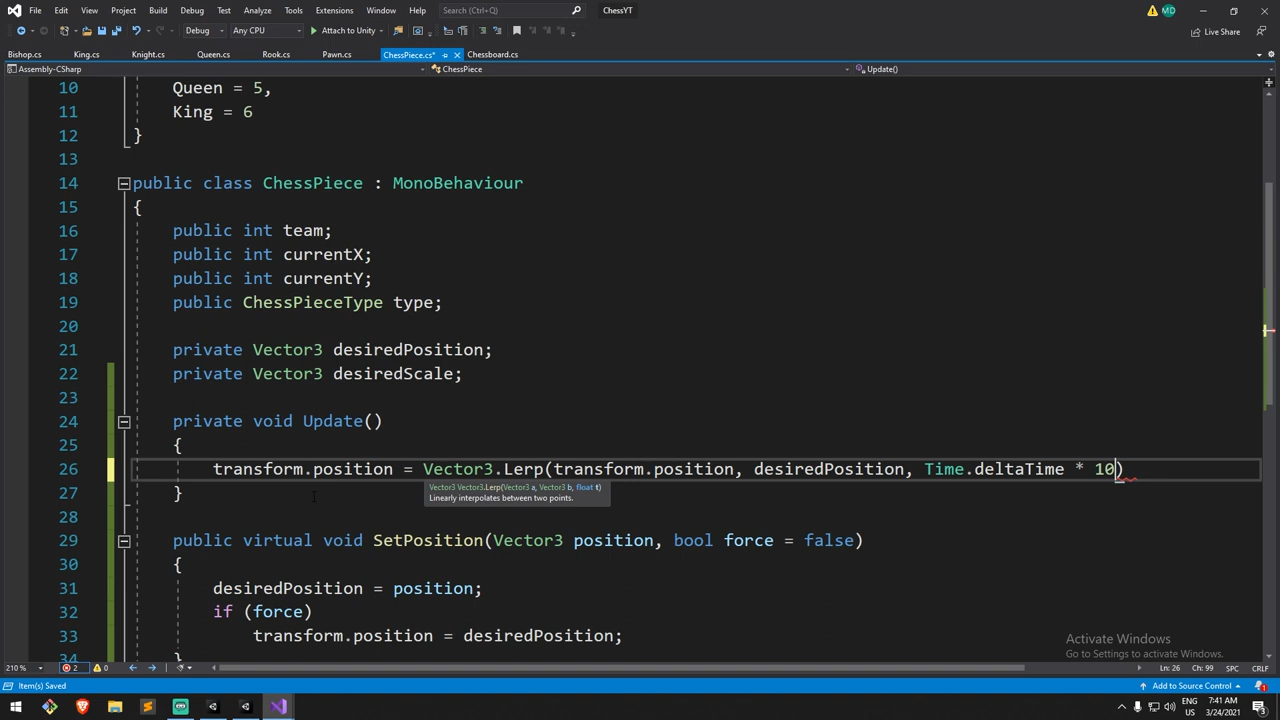 File Edit View Project Build Debug Test Analyze Tools Extensions Window Help Search (Ctrl+Q) ChessYT MD
Debug Any CPU Attach to Unity Live Share
Bishop.cs King.cs Knight.cs Queen.cs Rook.cs Pawn.cs ChessPiece.cs* Chessboard.cs
Assembly-CSharp ChessPiece Update()
10 Queen = 5,
11 King = 6
12 }
13
14 public class ChessPiece : MonoBehaviour
15 {
16 public int team;
17 public int currentX;
18 public int currentY;
19 public ChessPieceType type;
20
21 private Vector3 desiredPosition;
22 private Vector3 desiredScale;
23
24 private void Update()
25 {
26 transform.position = Vector3.Lerp(transform.position, desiredPosition, Time.deltaTime * 10)
Vector3 Vector3.Lerp(Vector3 a, Vector3 b, float t)
Linearly interpolates between two points.
27 }
28
29 public virtual void SetPosition(Vector3 position, bool force = false)
30 {
31 desiredPosition = position;
32 if (force)
33 transform.position = desiredPosition;
34 }
Activate Windows
Go to Settings to activate Windows.
210 % 2 0 Ln: 26 Ch: 99 SPC CRLF
Item(s) Saved Add to Source Control 1
ENG 7:41 AM
US 3/24/2021 3